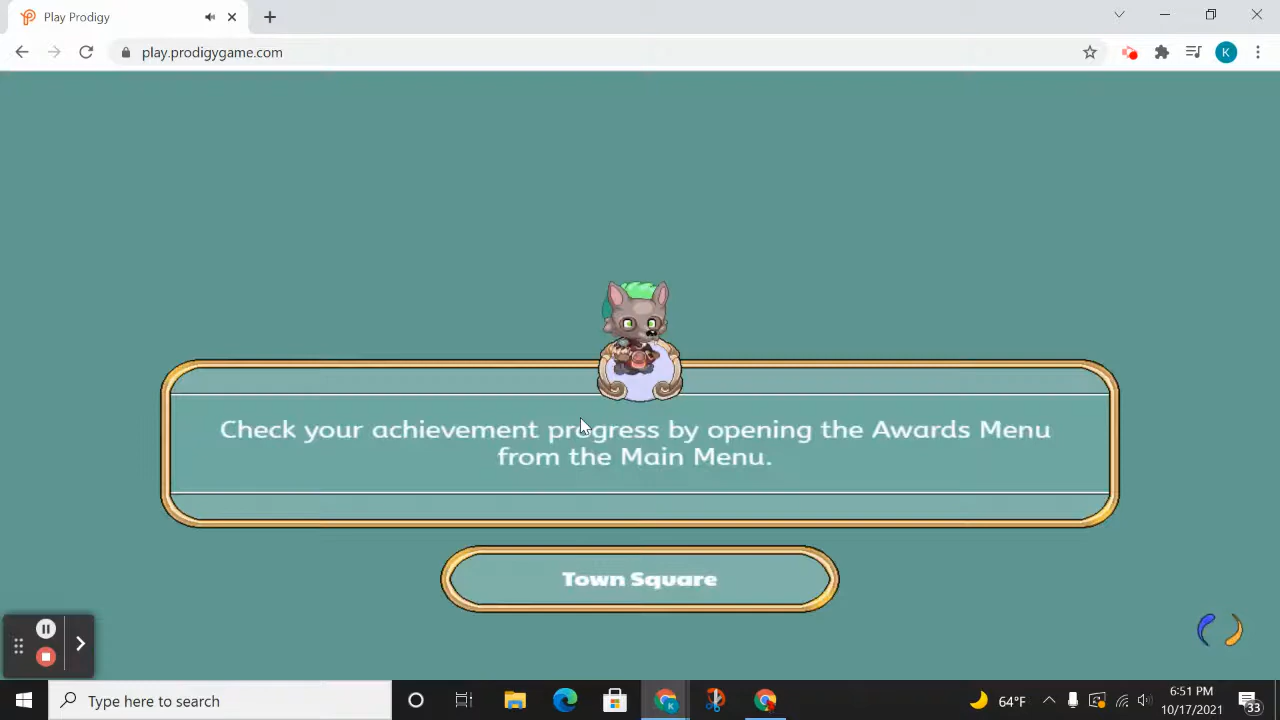 Play Prodigy
play.prodigygame.com
K
Check your achievement progress by opening the Awards Menu
from the Main Menu.
Town Square
Type here to search
K
64°F
6:51 PM
10/17/2021
33